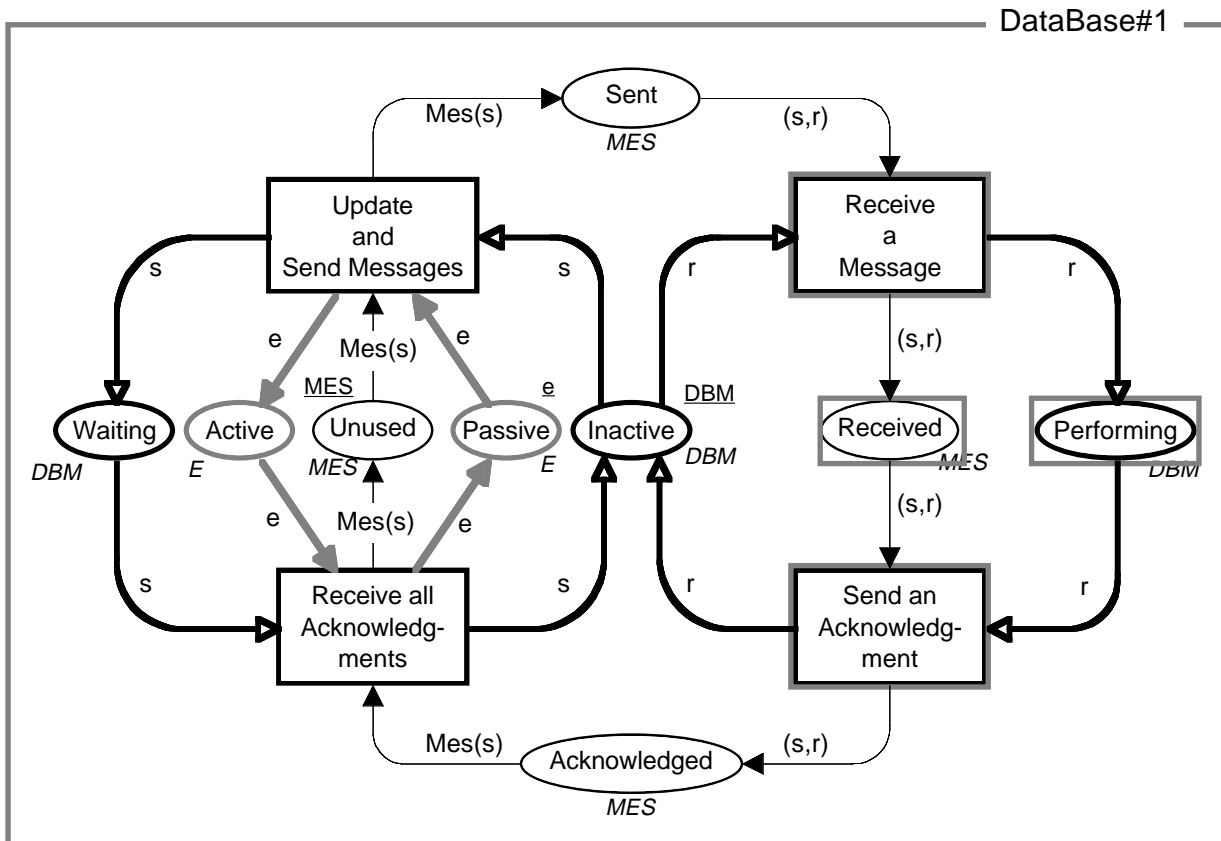 DataBase#1
Sent
Mes(s)
(s,r)
MES
Update
and
Send Messages
Receive
a
Message
s
s
r
r
e
Mes(s)
e
(s,r)
MES
e
DBM
Waiting
Active
Unused
Passive
Inactive
Received
Performing
DBM
E
MES
E
DBM
MES
DBM
e
Mes(s)
e
(s,r)
s
s
r
r
Receive all
Acknowledg-
ments
Send an
Acknowledg-
ment
Mes(s)
Acknowledged
(s,r)
MES